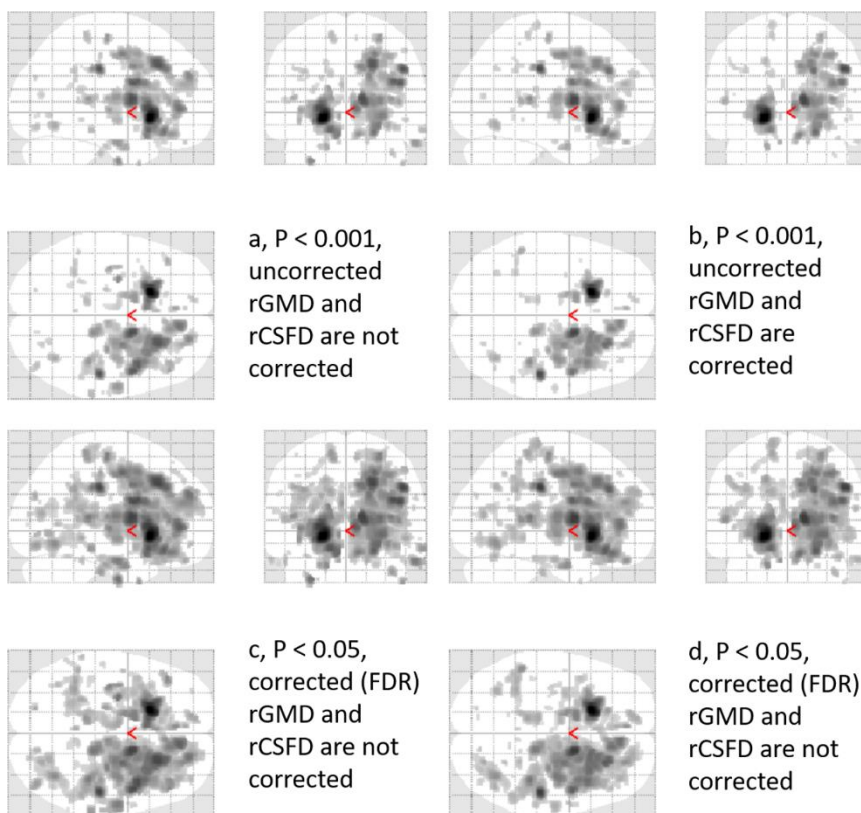 a, P < 0.001,
uncorrected
rGMD and
rCSFD are not
corrected
b, P < 0.001,
uncorrected
rGMD and
rCSFD are
corrected
c, P < 0.05,
corrected (FDR)
rGMD and
rCSFD are not
corrected
d, P < 0.05,
corrected (FDR)
rGMD and
rCSFD are not
corrected